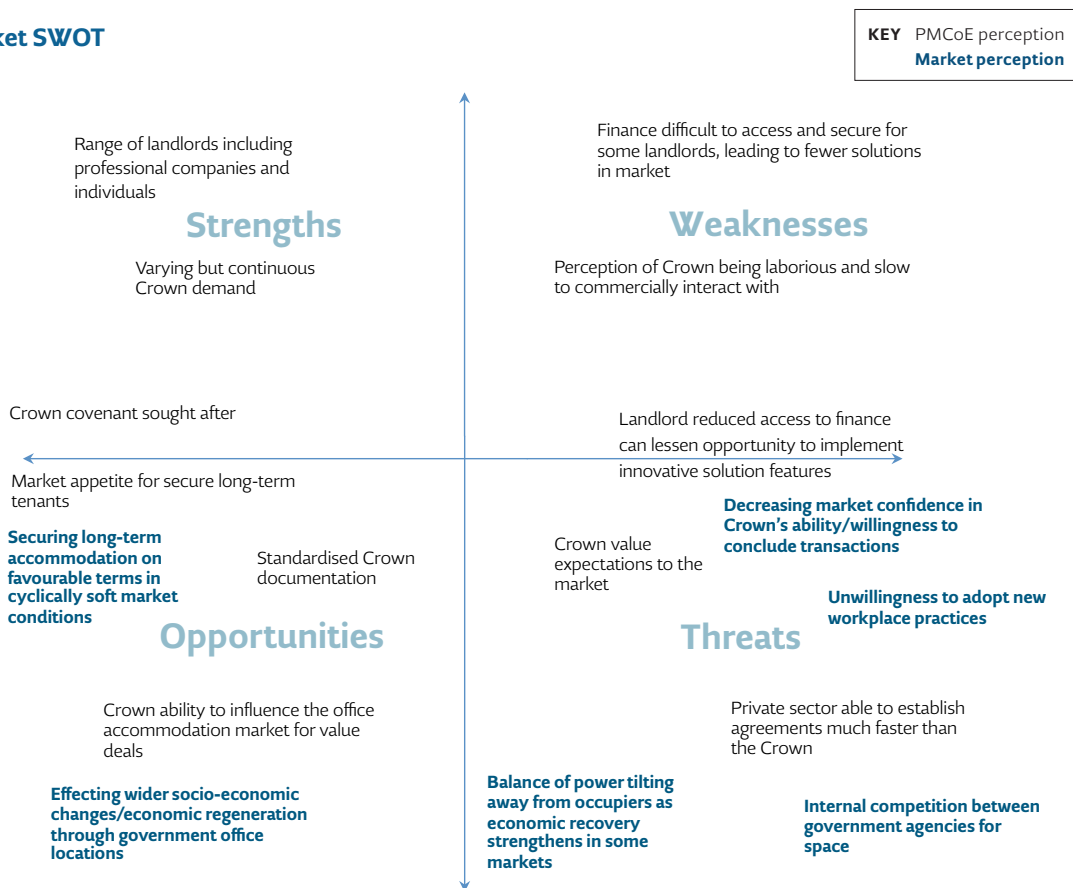 ket SWOT
KEY PMCoE perception
Market perception
Range of landlords including
professional companies and
individuals
Strengths
Varying but continuous
Crown demand
Crown covenant sought after
Finance difficult to access and secure for
some landlords, leading to fewer solutions
in market
Weaknesses
Perception of Crown being laborious and slow
to commercially interact with
Landlord reduced access to finance
can lessen opportunity to implement
innovative solution features
Market appetite for secure long-term
tenants
Securing long-term
accommodation on
favourable terms in
cyclically soft market
conditions
Standardised Crown
documentation
Opportunities
Crown ability to influence the office
accommodation market for value
deals
Effecting wider socio-economic
changes/economic regeneration
through government office
locations
Decreasing market confidence in
Crown’s ability/willingness to
conclude transactions
Crown value
expectations to the
market
Unwillingness to adopt new
workplace practices
Threats
Private sector able to establish
agreements much faster than
the Crown
Balance of power tilting
away from occupiers as
economic recovery
strengthens in some
markets
Internal competition between
government agencies for
space